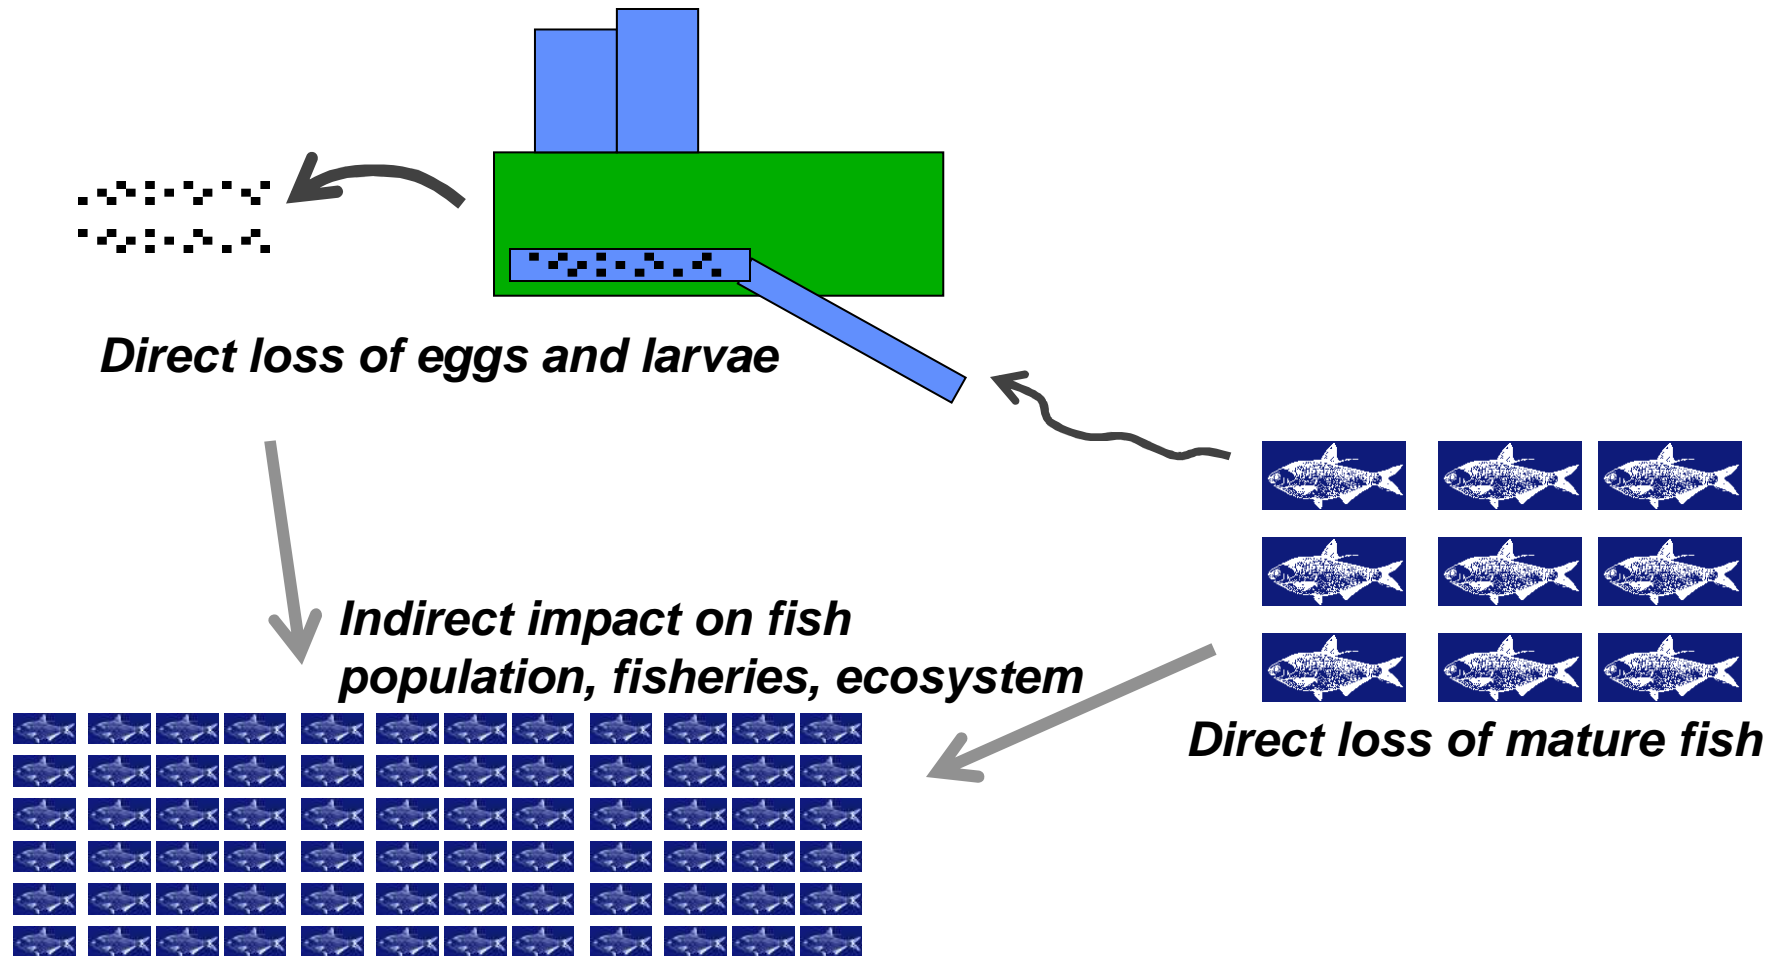 Direct loss of eggs and larvae
Indirect impact on fish
population, fisheries, ecosystem
Direct loss of mature fish